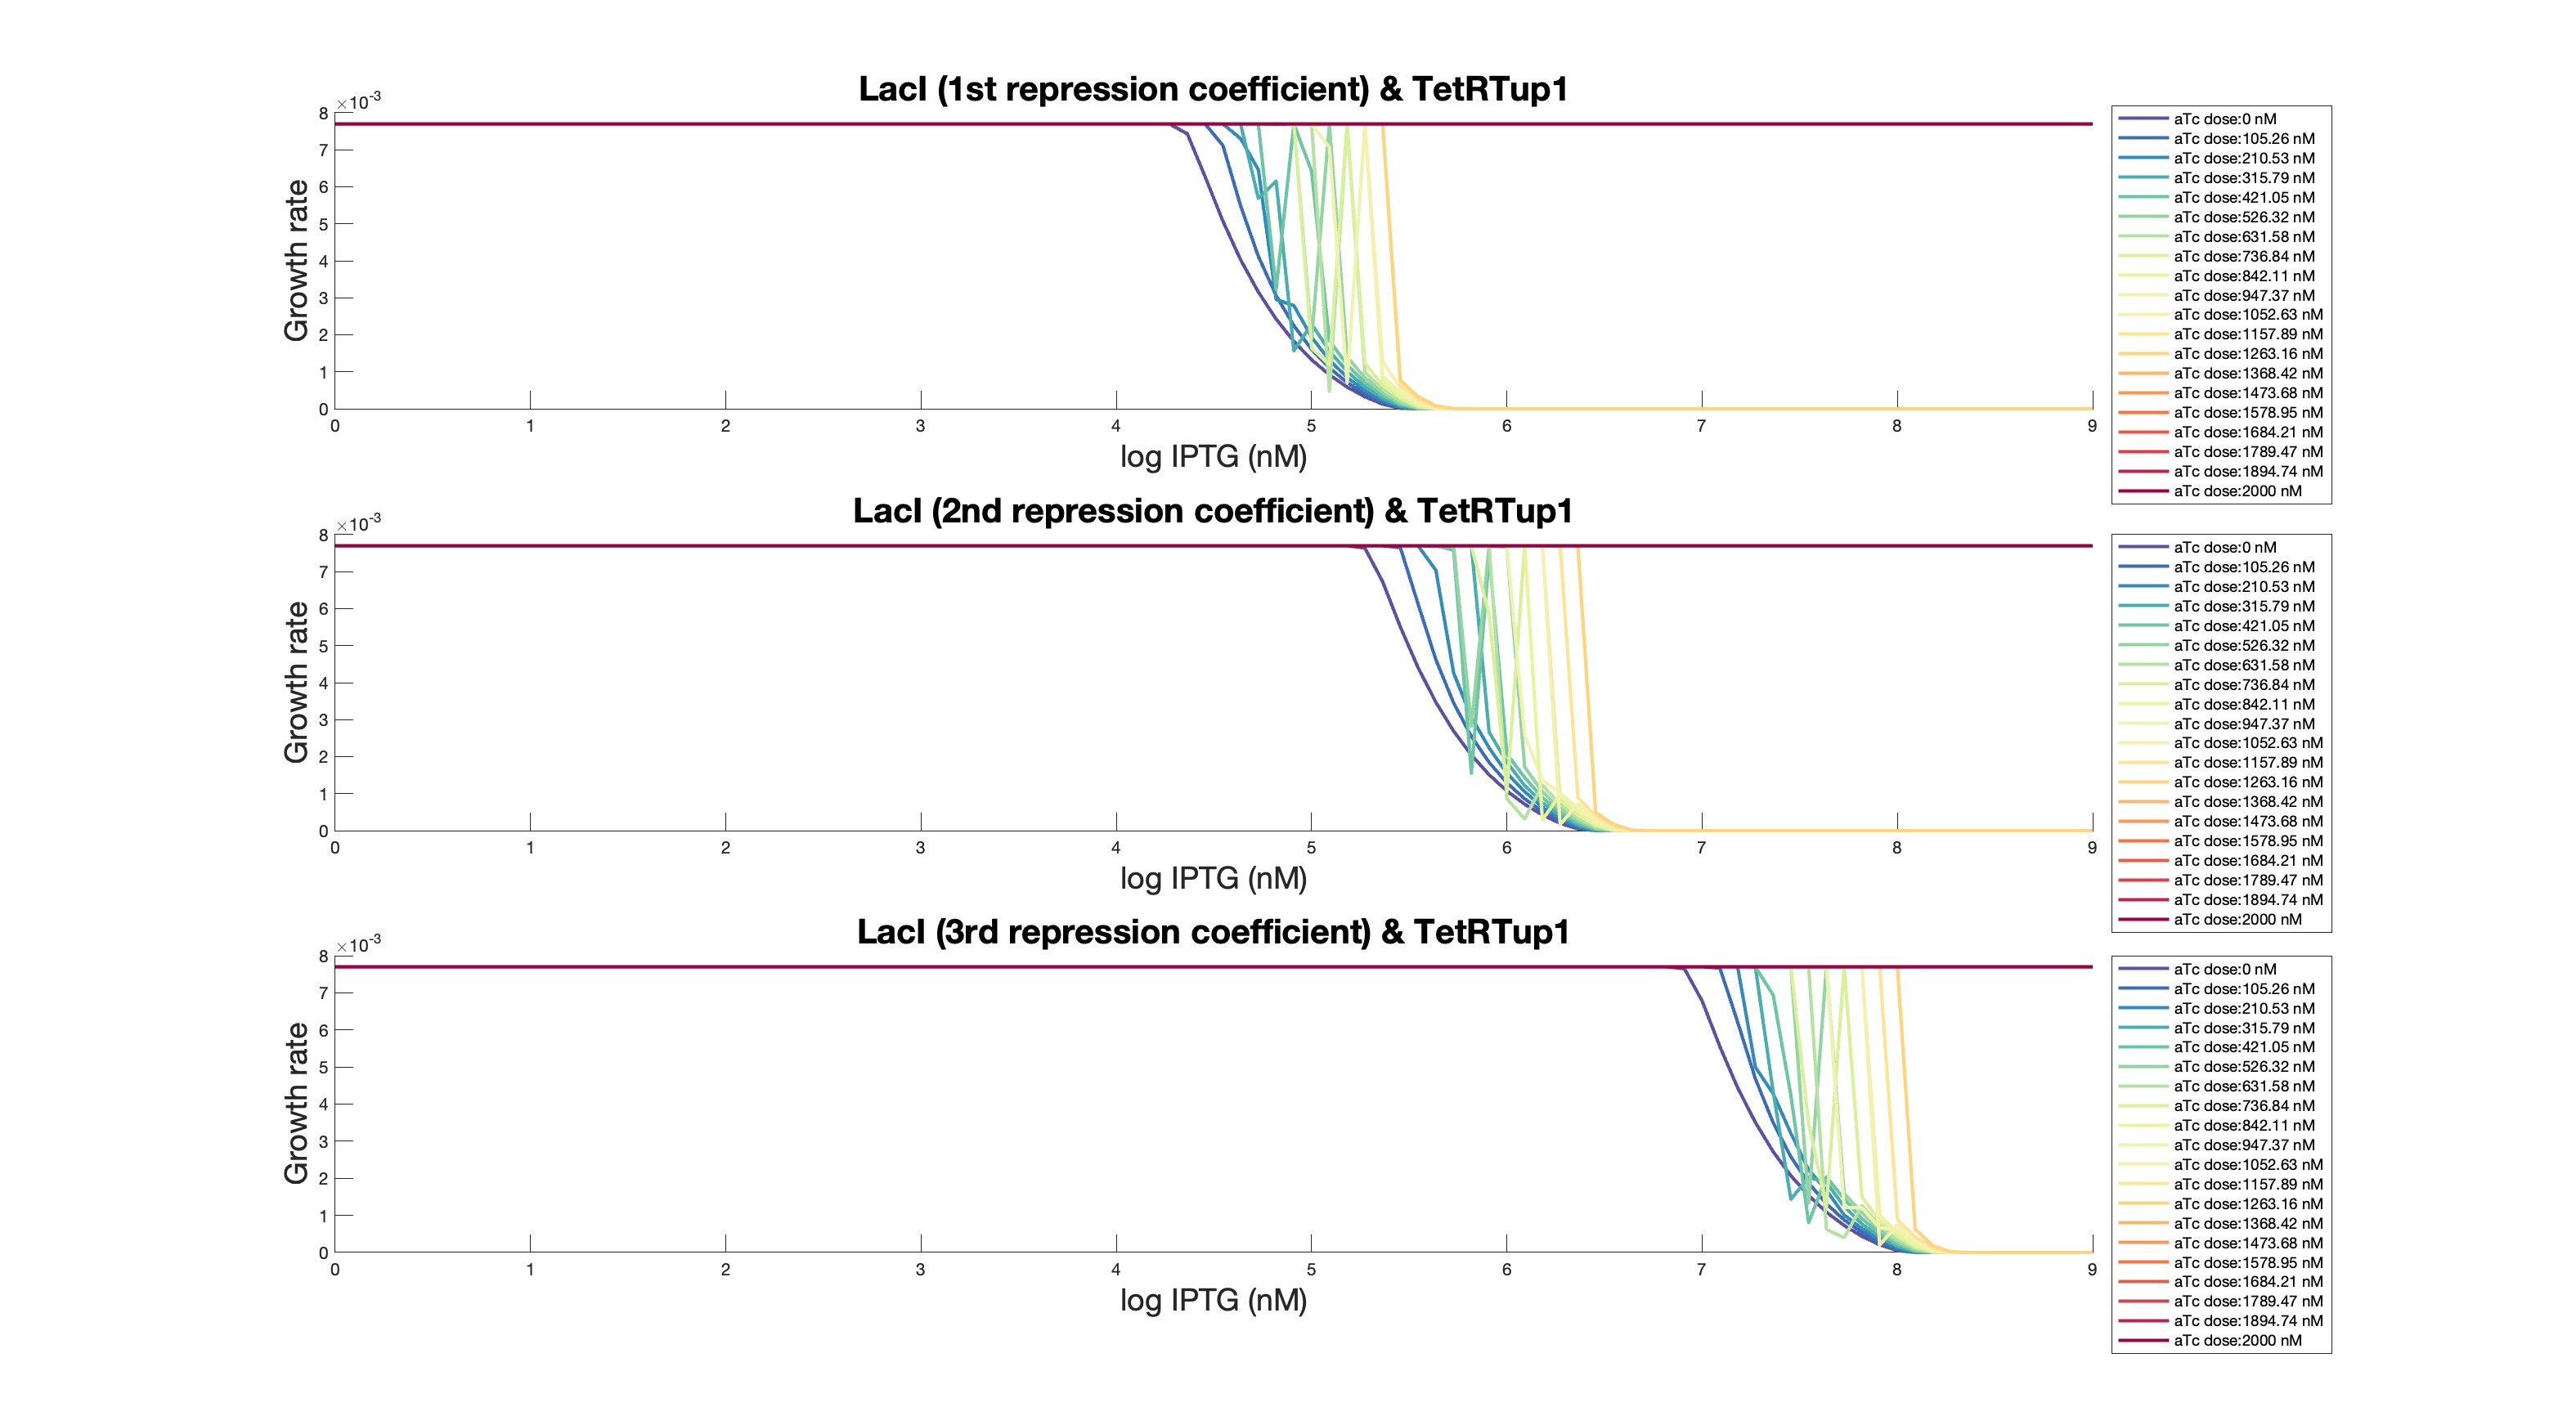 LacI (1st repression coefficient) & TetRTup1
×10-3
8
7
6
5
4
3
2
1
0
Growth rate
0 1 2 3 4 5 6 7 8 9
log IPTG (nM)
aTc dose:0 nM
aTc dose:105.26 nM
aTc dose:210.53 nM
aTc dose:315.79 nM
aTc dose:421.05 nM
aTc dose:526.32 nM
aTc dose:631.58 nM
aTc dose:736.84 nM
aTc dose:842.11 nM
aTc dose:947.37 nM
aTc dose:1052.63 nM
aTc dose:1157.89 nM
aTc dose:1263.16 nM
aTc dose:1368.42 nM
aTc dose:1473.68 nM
aTc dose:1578.95 nM
aTc dose:1684.21 nM
aTc dose:1789.47 nM
aTc dose:1894.74 nM
aTc dose:2000 nM
LacI (2nd repression coefficient) & TetRTup1
×10-3
8
7
6
5
4
3
2
1
0
Growth rate
0 1 2 3 4 5 6 7 8 9
log IPTG (nM)
aTc dose:0 nM
aTc dose:105.26 nM
aTc dose:210.53 nM
aTc dose:315.79 nM
aTc dose:421.05 nM
aTc dose:526.32 nM
aTc dose:631.58 nM
aTc dose:736.84 nM
aTc dose:842.11 nM
aTc dose:947.37 nM
aTc dose:1052.63 nM
aTc dose:1157.89 nM
aTc dose:1263.16 nM
aTc dose:1368.42 nM
aTc dose:1473.68 nM
aTc dose:1578.95 nM
aTc dose:1684.21 nM
aTc dose:1789.47 nM
aTc dose:1894.74 nM
aTc dose:2000 nM
LacI (3rd repression coefficient) & TetRTup1
×10-3
8
7
6
5
4
3
2
1
0
Growth rate
0 1 2 3 4 5 6 7 8 9
log IPTG (nM)
aTc dose:0 nM
aTc dose:105.26 nM
aTc dose:210.53 nM
aTc dose:315.79 nM
aTc dose:421.05 nM
aTc dose:526.32 nM
aTc dose:631.58 nM
aTc dose:736.84 nM
aTc dose:842.11 nM
aTc dose:947.37 nM
aTc dose:1052.63 nM
aTc dose:1157.89 nM
aTc dose:1263.16 nM
aTc dose:1368.42 nM
aTc dose:1473.68 nM
aTc dose:1578.95 nM
aTc dose:1684.21 nM
aTc dose:1789.47 nM
aTc dose:1894.74 nM
aTc dose:2000 nM